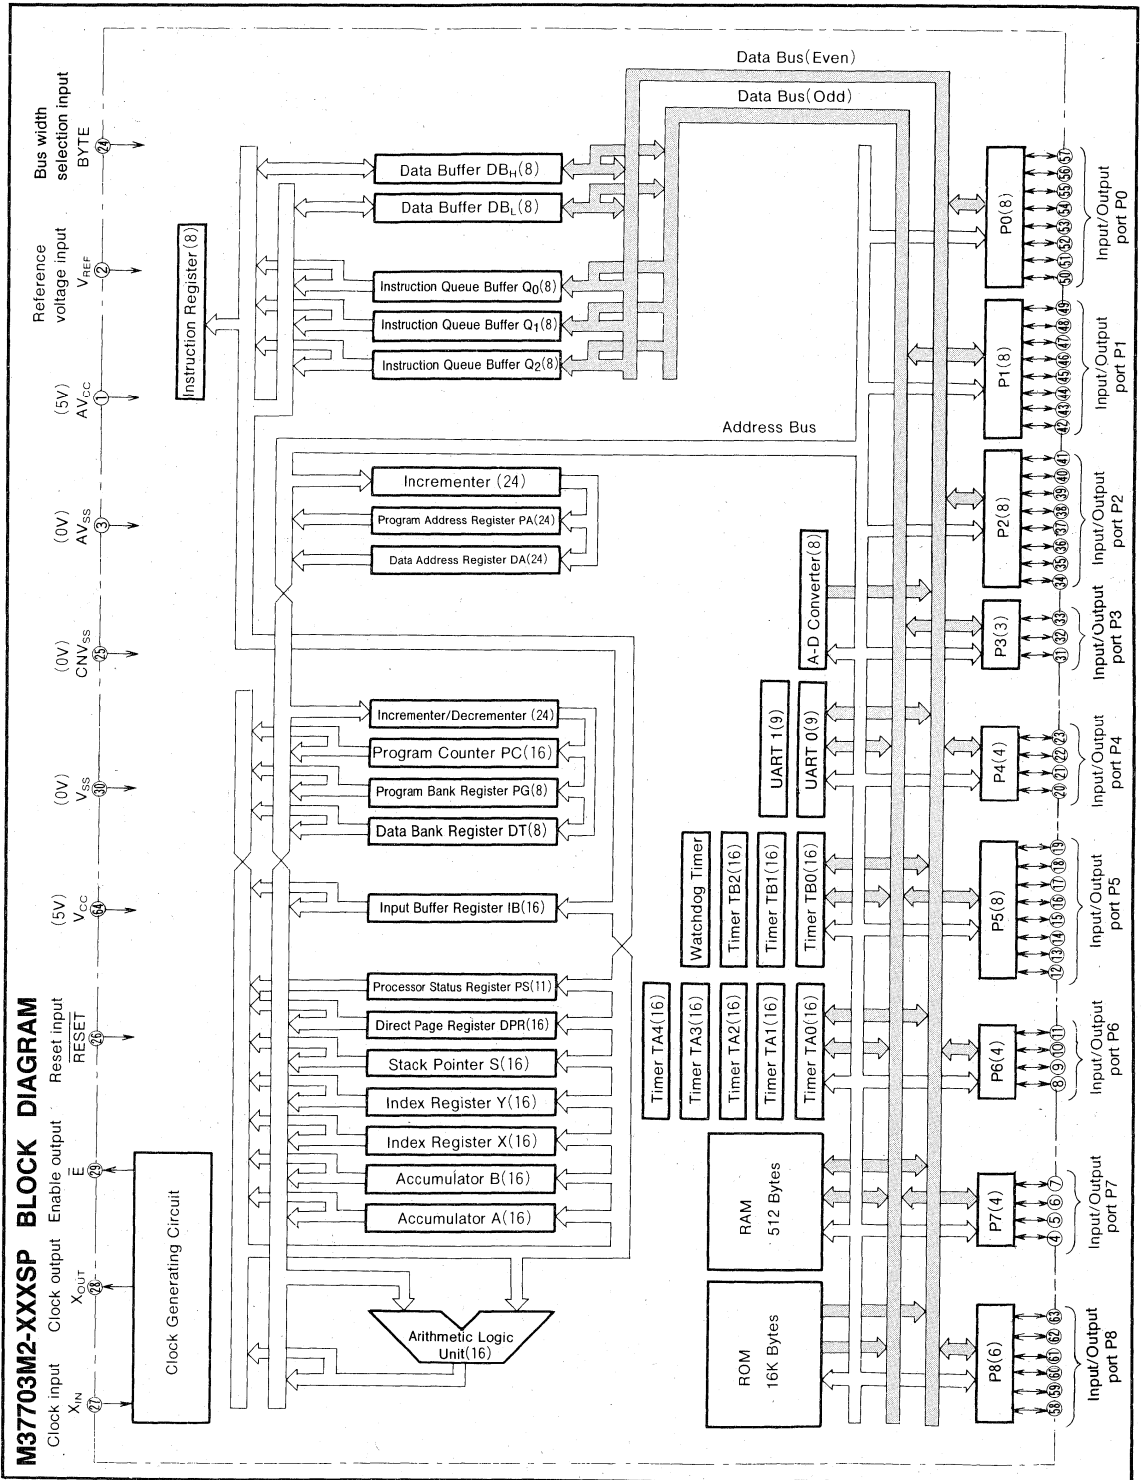 M37703M2-XXXSP BLOCK DIAGRAM
Clock input
XIN
27
Clock output
XOUT
28
Enable output
E
29
Reset input
RESET
26
(5V)
VCC
64
(0V)
VSS
30
(0V)
CNVSS
25
(0V)
AVSS
3
(5V)
AVCC
1
Reference
voltage input
VREF
2
Bus width
selection input
BYTE
24
Clock Generating Circuit
Instruction Register (8)
Data Bus(Even)
Data Bus(Odd)
Data Buffer DBH(8)
Data Buffer DBL(8)
Instruction Queue Buffer Q0(8)
Instruction Queue Buffer Q1(8)
Instruction Queue Buffer Q2(8)
Address Bus
Incrementer (24)
Program Address Register PA(24)
Data Address Register DA(24)
Incrementer/Decrementer (24)
Program Counter PC(16)
Program Bank Register PG(8)
Data Bank Register DT(8)
Input Buffer Register IB(16)
Processor Status Register PS(11)
Direct Page Register DPR(16)
Stack Pointer S(16)
Index Register Y(16)
Index Register X(16)
Accumulator B(16)
Accumulator A(16)
Arithmetic Logic
Unit(16)
A-D Converter(8)
UART 1(9)
UART 0(9)
Watchdog Timer
Timer TB2(16)
Timer TB1(16)
Timer TB0(16)
Timer TA4(16)
Timer TA3(16)
Timer TA2(16)
Timer TA1(16)
Timer TA0(16)
RAM
512 Bytes
ROM
16K Bytes
P0(8)
50 51 52 53 54 55 56 57
Input/Output
port P0
P1(8)
42 43 44 45 46 47 48 49
Input/Output
port P1
P2(8)
34 35 36 37 38 39 40 41
Input/Output
port P2
P3(3)
31 32 33
Input/Output
port P3
P4(4)
20 21 22 23
Input/Output
port P4
P5(8)
12 13 14 15 16 17 18 19
Input/Output
port P5
P6(4)
8 9 10 11
Input/Output
port P6
P7(4)
4 5 6 7
Input/Output
port P7
P8(6)
58 59 60 61 62 63
Input/Output
port P8